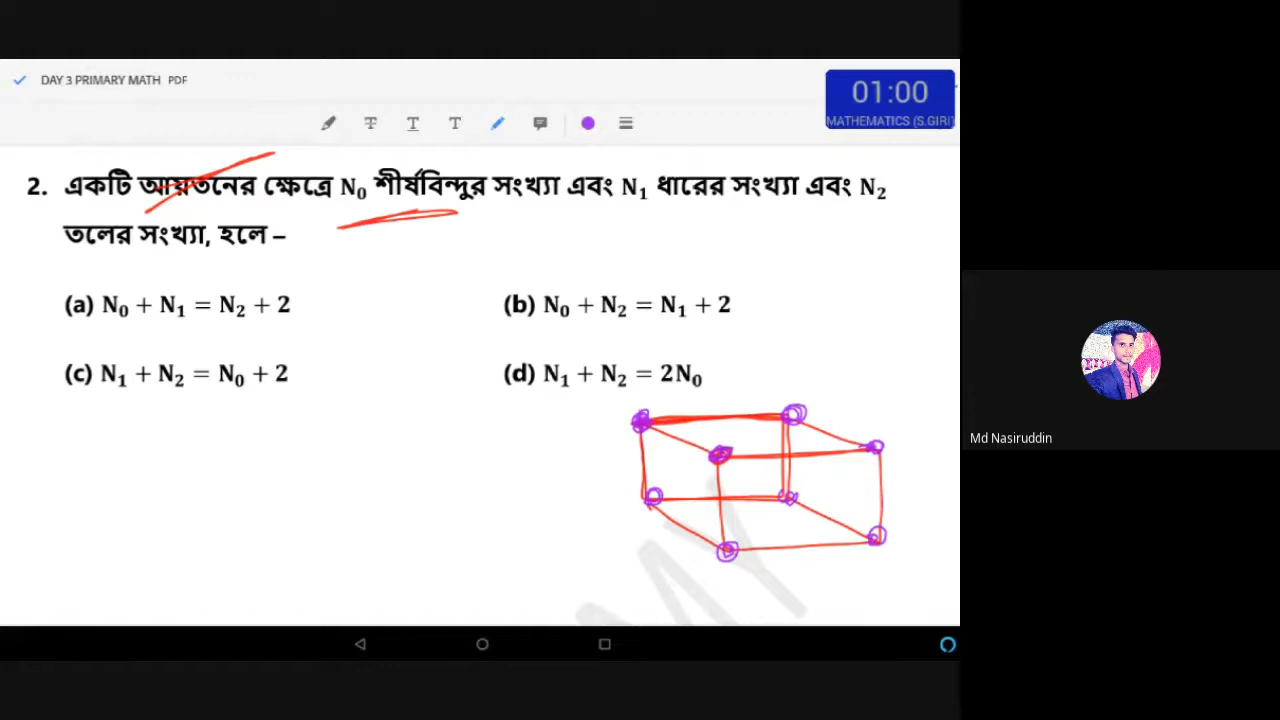 DAY 3 PRIMARY MATH PDF
01:00
MATHEMATICS (S.GIRI)
2. একটি আয়তনের ক্ষেত্রে N₀ শীর্ষবিন্দুর সংখ্যা এবং N₁ ধারের সংখ্যা এবং N₂
তলের সংখ্যা, হলে –
(a) N₀ + N₁ = N₂ + 2 (b) N₀ + N₂ = N₁ + 2
(c) N₁ + N₂ = N₀ + 2 (d) N₁ + N₂ = 2N₀
Md Nasiruddin
MY